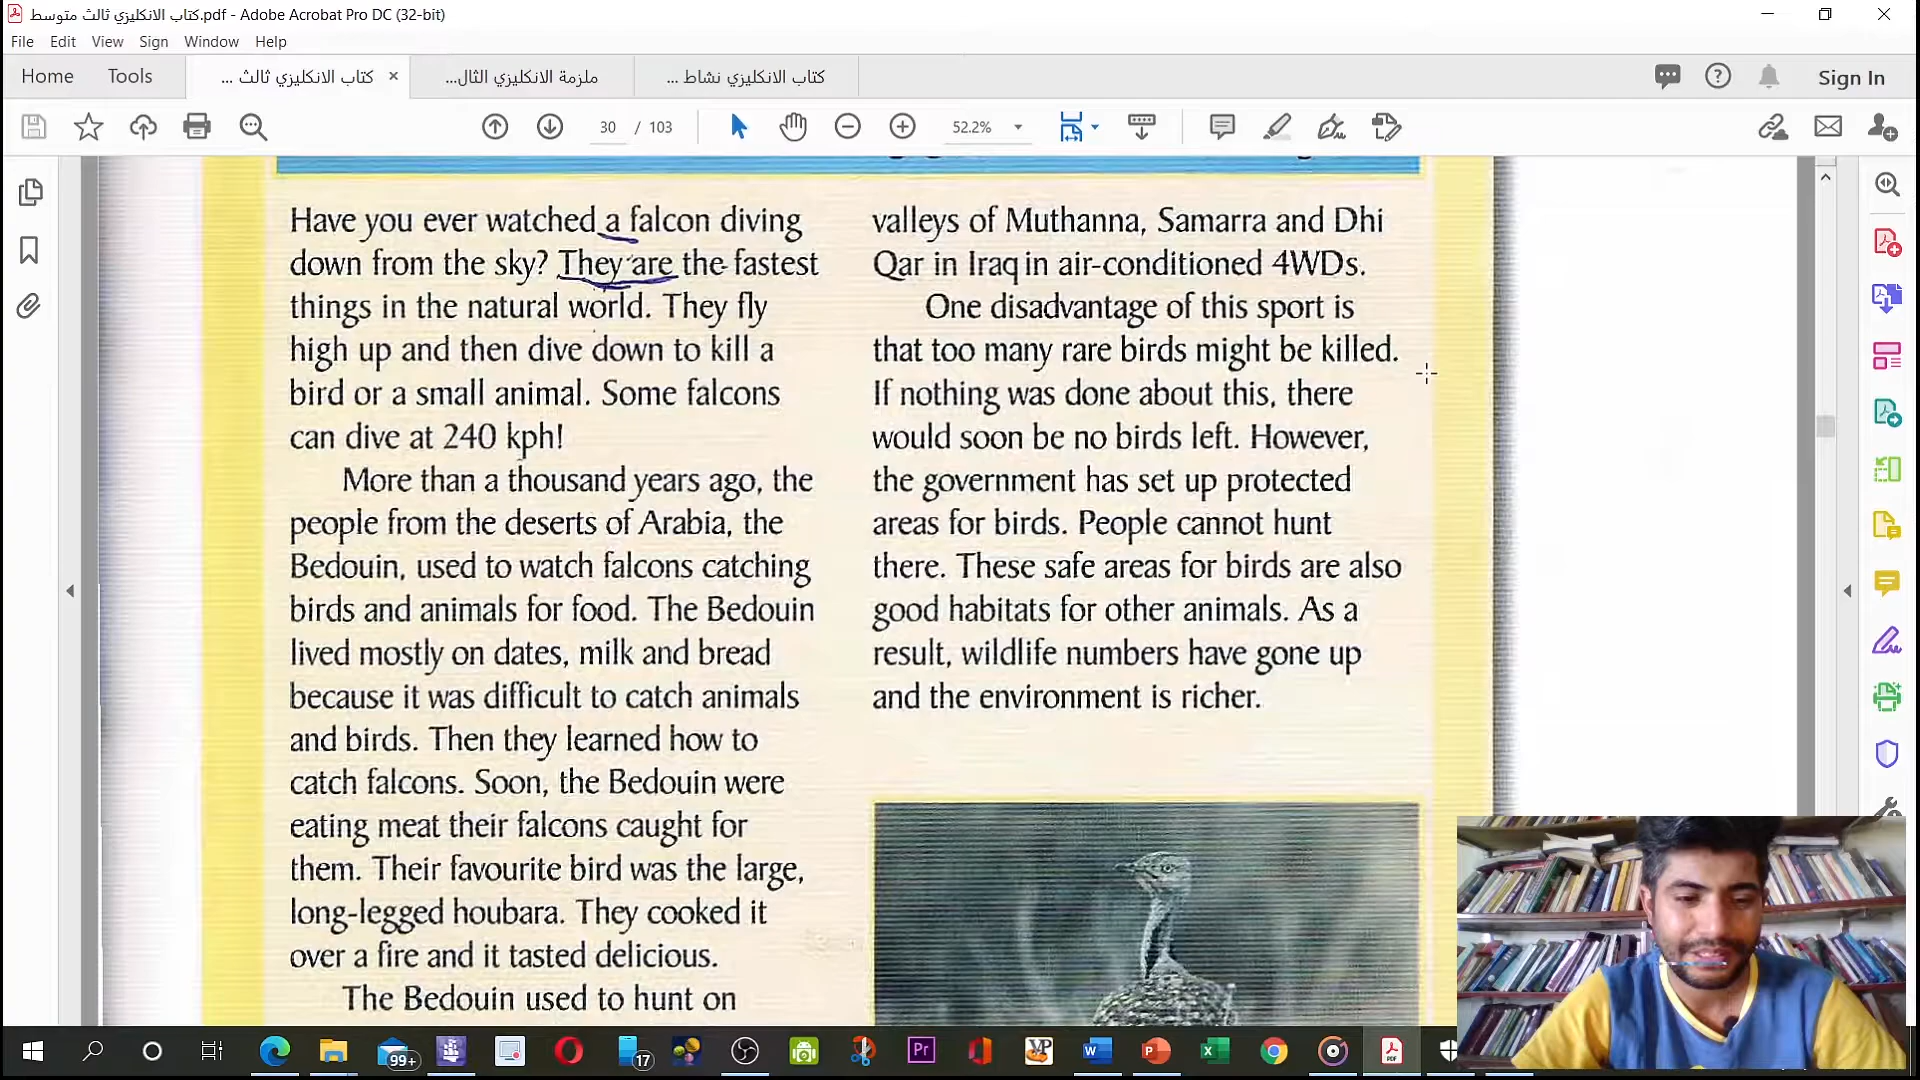 كتاب الانكليزي ثالث متوسط.pdf - Adobe Acrobat Pro DC (32-bit)
File Edit View Sign Window Help
Home Tools
كتاب الانكليزي ثالث ...
ملزمة الانكليزي الثال...
كتاب الانكليزي نشاط ...
Sign In
30 / 103
52.2%
Have you ever watched a falcon diving
down from the sky? They are the fastest
things in the natural world. They fly
high up and then dive down to kill a
bird or a small animal. Some falcons
can dive at 240 kph!
More than a thousand years ago, the
people from the deserts of Arabia, the
Bedouin, used to watch falcons catching
birds and animals for food. The Bedouin
lived mostly on dates, milk and bread
because it was difficult to catch animals
and birds. Then they learned how to
catch falcons. Soon, the Bedouin were
eating meat their falcons caught for
them. Their favourite bird was the large,
long-legged houbara. They cooked it
over a fire and it tasted delicious.
The Bedouin used to hunt on
valleys of Muthanna, Samarra and Dhi
Qar in Iraq in air-conditioned 4WDs.
One disadvantage of this sport is
that too many rare birds might be killed.
If nothing was done about this, there
would soon be no birds left. However,
the government has set up protected
areas for birds. People cannot hunt
there. These safe areas for birds are also
good habitats for other animals. As a
result, wildlife numbers have gone up
and the environment is richer.
99+
17
Pr
VP